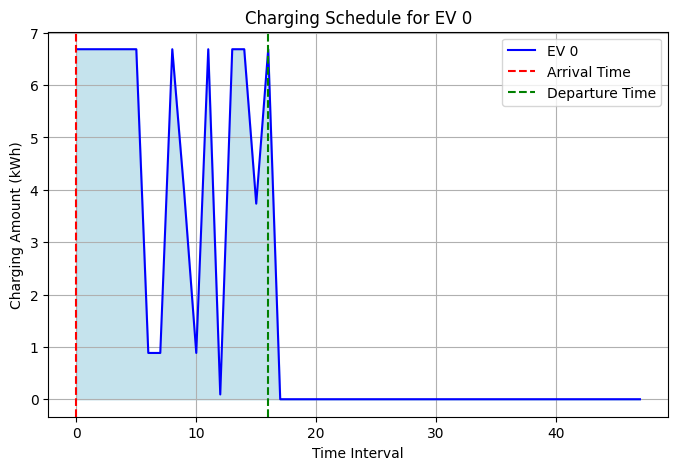 Charging Schedule for EV 0
EV 0
Arrival Time
Departure Time
Charging Amount (kWh)
7
6
5
4
3
2
1
0
0 10 20 30 40
Time Interval